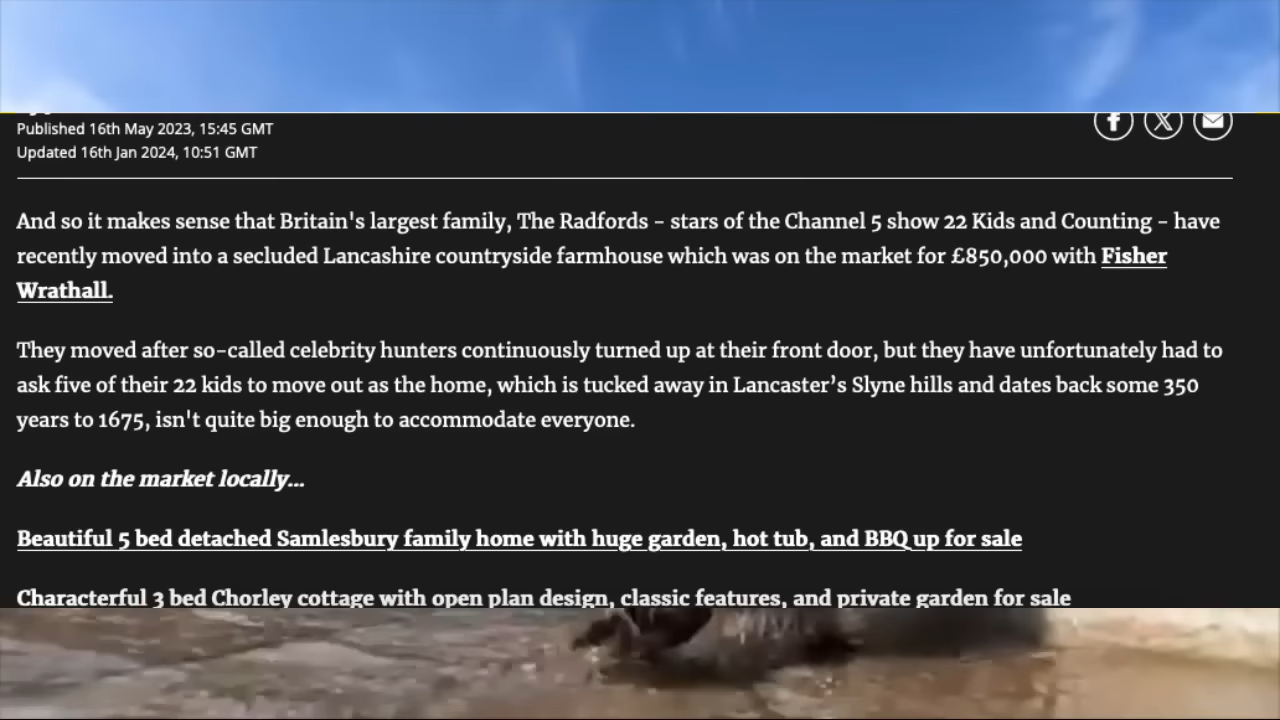 Published 16th May 2023, 15:45 GMT
Updated 16th Jan 2024, 10:51 GMT
And so it makes sense that Britain's largest family, The Radfords – stars of the Channel 5 show 22 Kids and Counting – have
recently moved into a secluded Lancashire countryside farmhouse which was on the market for £850,000 with Fisher
Wrathall.
They moved after so-called celebrity hunters continuously turned up at their front door, but they have unfortunately had to
ask five of their 22 kids to move out as the home, which is tucked away in Lancaster’s Slyne hills and dates back some 350
years to 1675, isn't quite big enough to accommodate everyone.
Also on the market locally...
Beautiful 5 bed detached Samlesbury family home with huge garden, hot tub, and BBQ up for sale
Characterful 3 bed Chorley cottage with open plan design, classic features, and private garden for sale